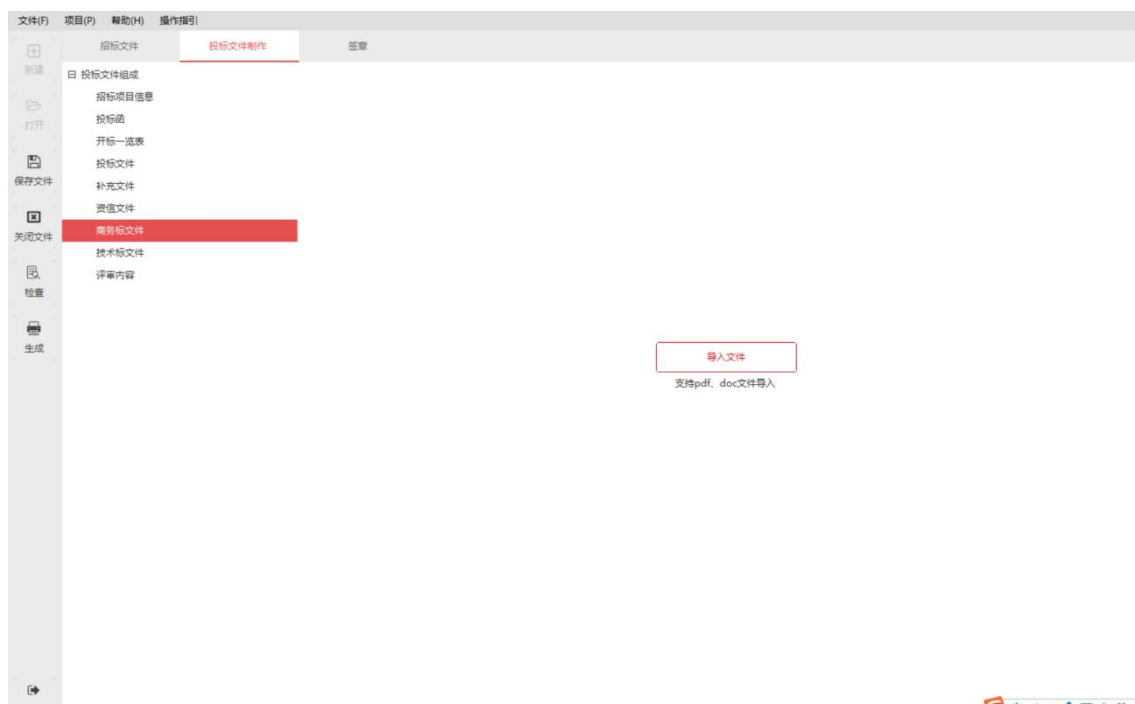 文件(F) 项目(P) 帮助(H) 操作指引
招标文件 投标文件制作 签章
新建
打开
保存文件
关闭文件
检查
生成
投标文件组成
招标项目信息
投标函
开标一览表
投标文件
补充文件
资信文件
商务标文件
技术标文件
评审内容
导入文件
支持pdf、doc文件导入